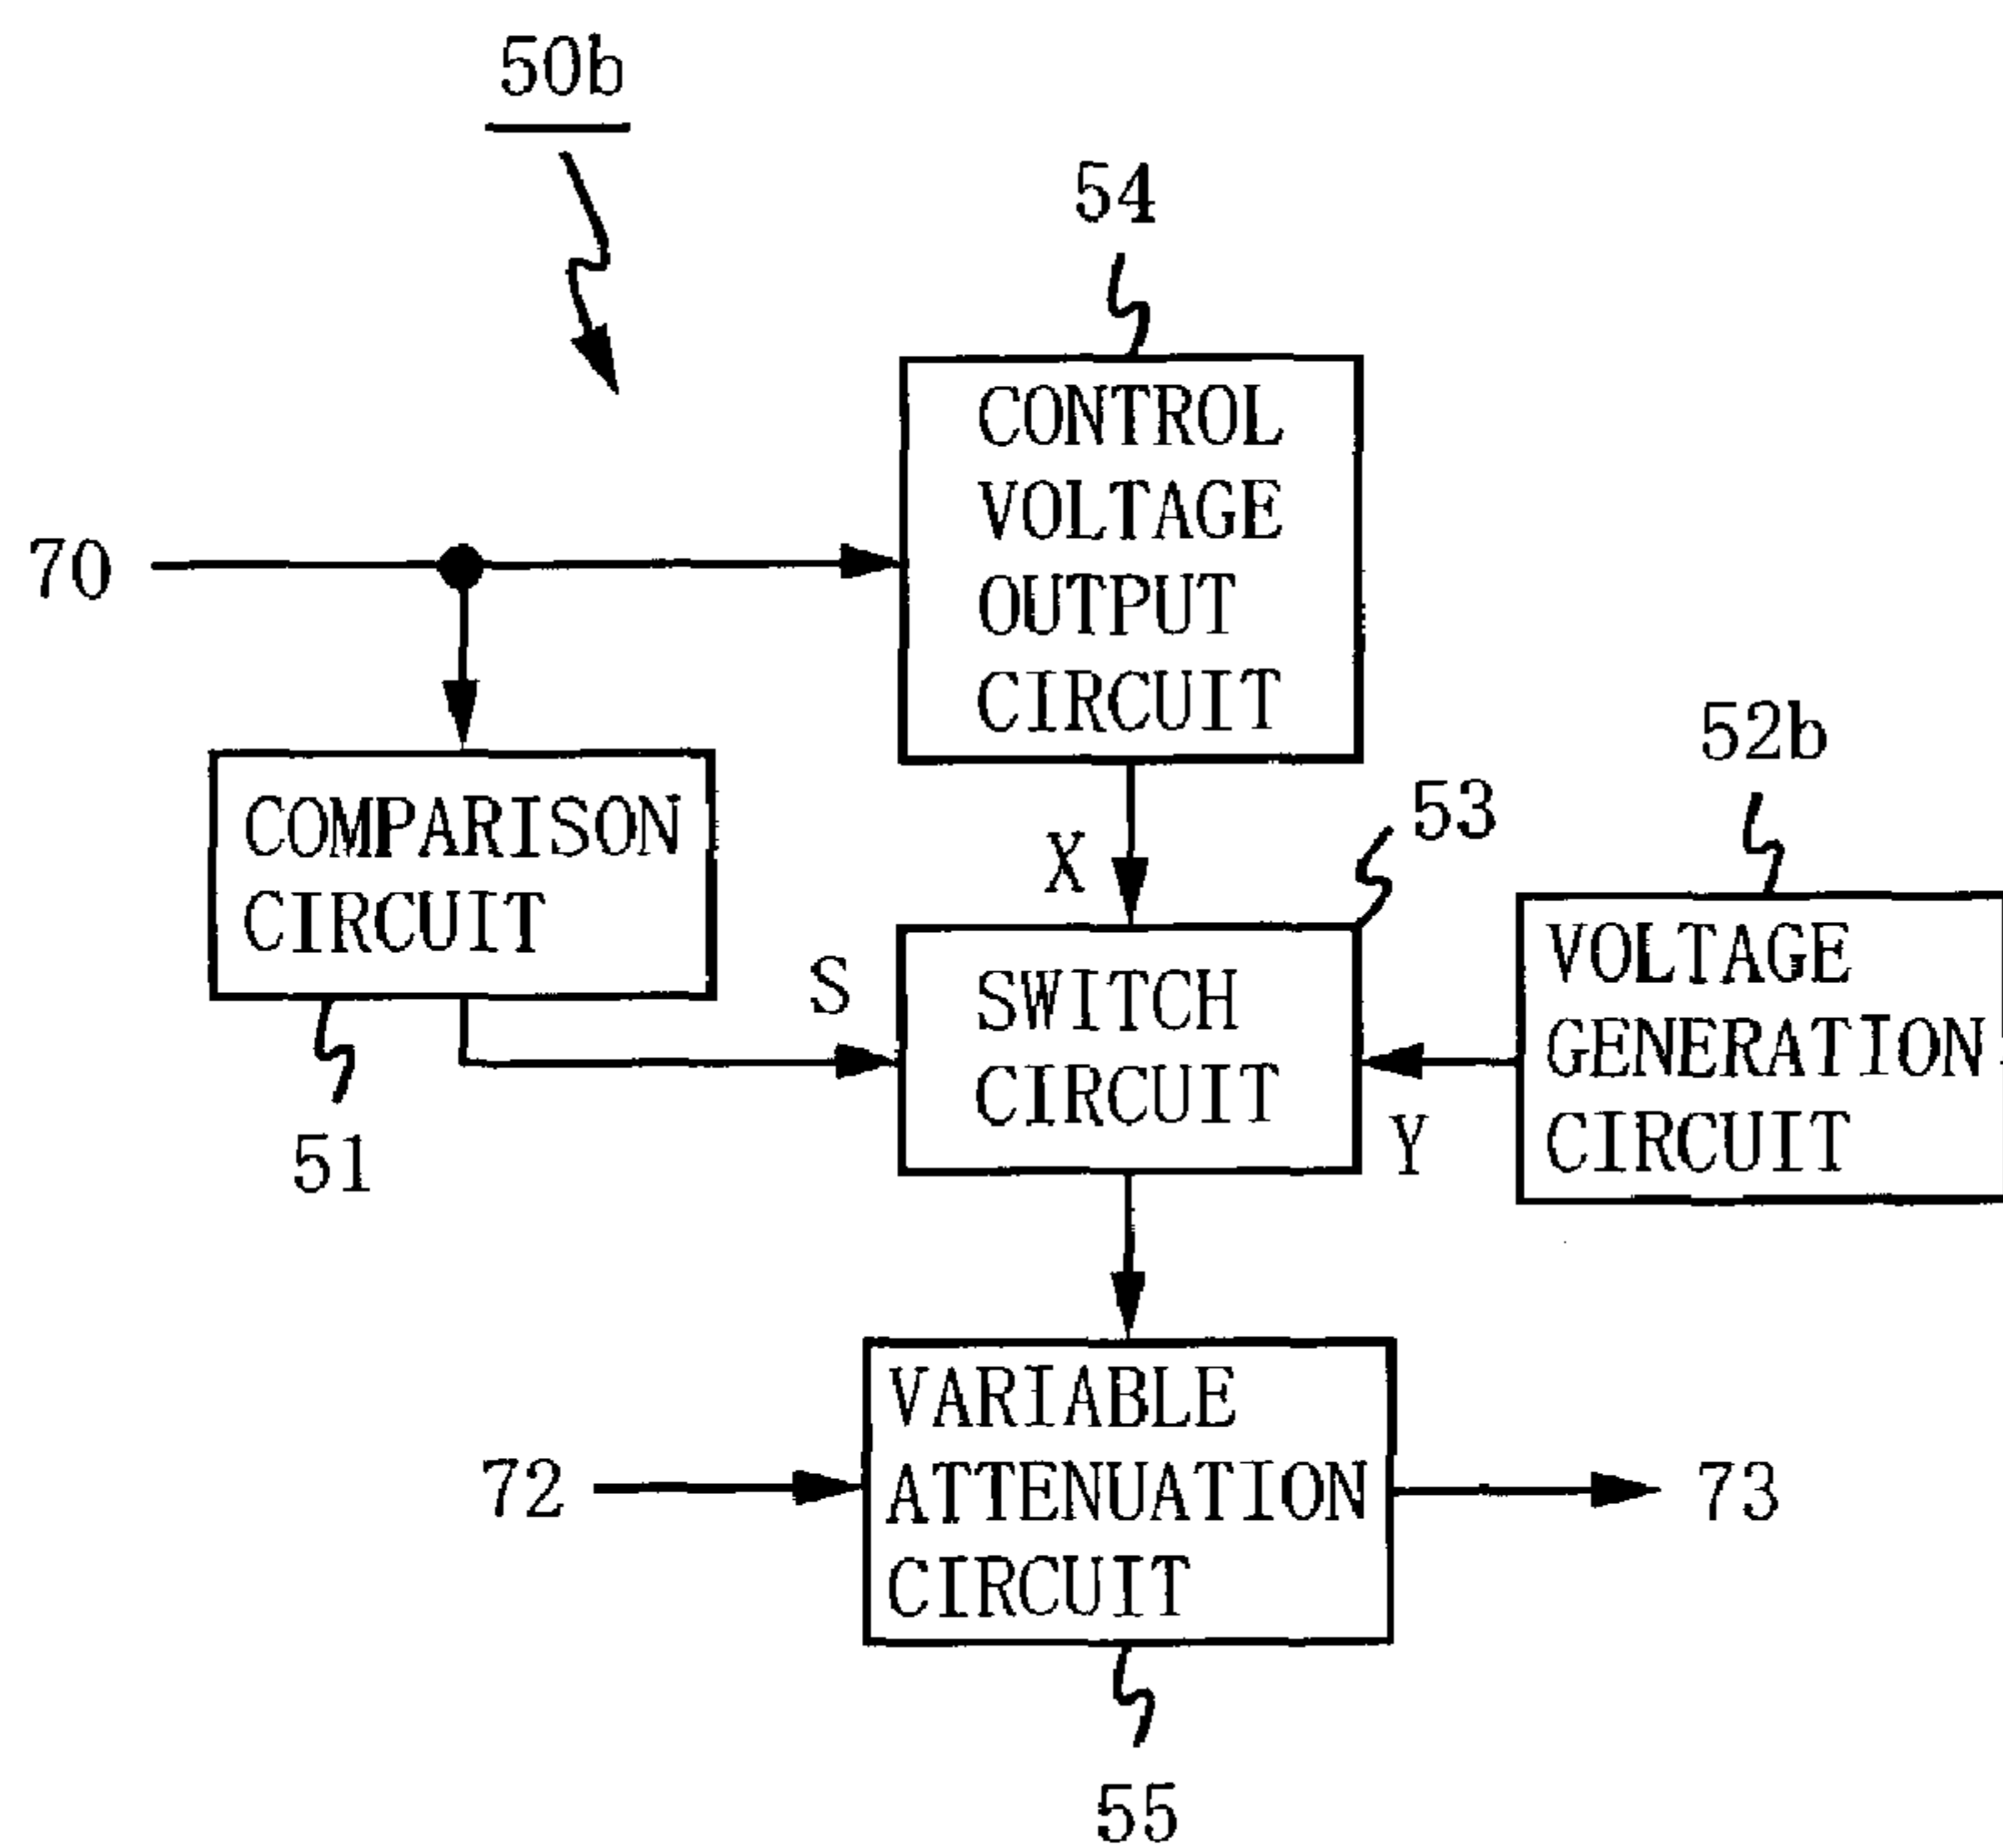 50b
54
CONTROL
VOLTAGE
OUTPUT
CIRCUIT
70
52b
COMPARISON
CIRCUIT
53
X
VOLTAGE
GENERATION
CIRCUIT
S
SWITCH
CIRCUIT
51
Y
VARIABLE
ATTENUATION
CIRCUIT
72
73
55